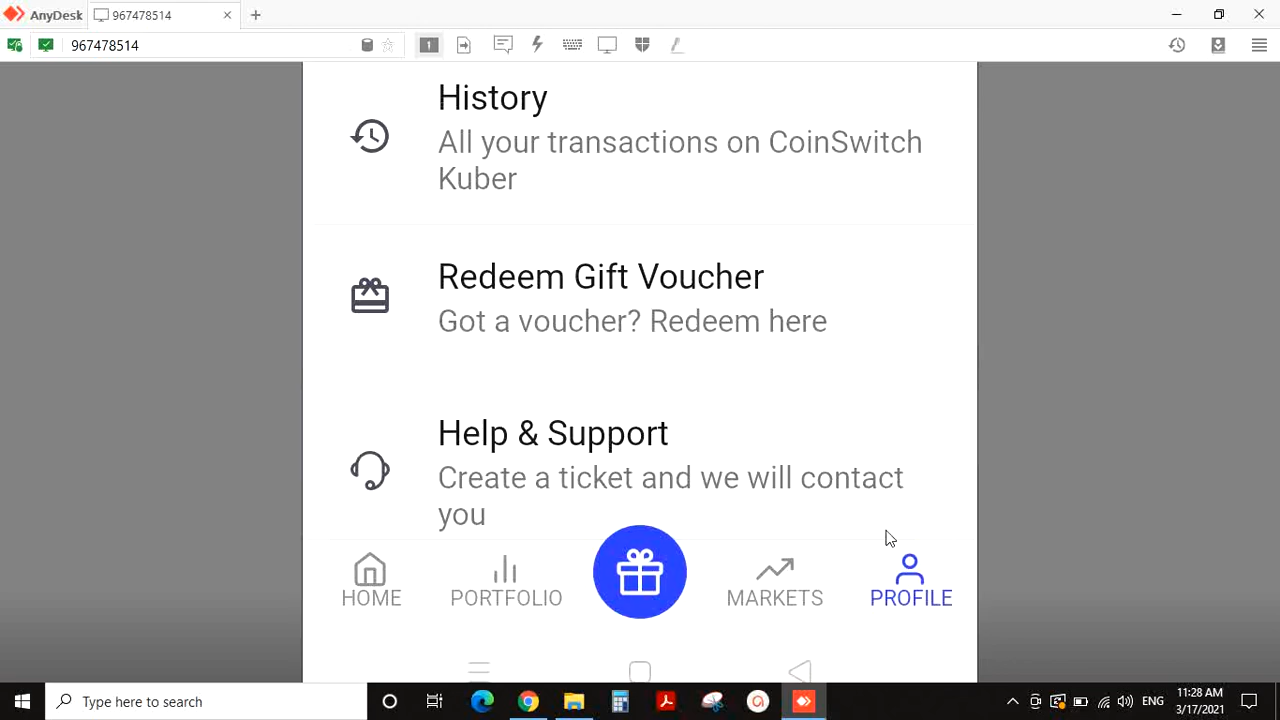 AnyDesk
967478514
967478514
1
History
All your transactions on CoinSwitch
Kuber
Redeem Gift Voucher
Got a voucher? Redeem here
Help & Support
Create a ticket and we will contact
you
HOME
PORTFOLIO
MARKETS
PROFILE
Type here to search
ENG
11:28 AM
3/17/2021